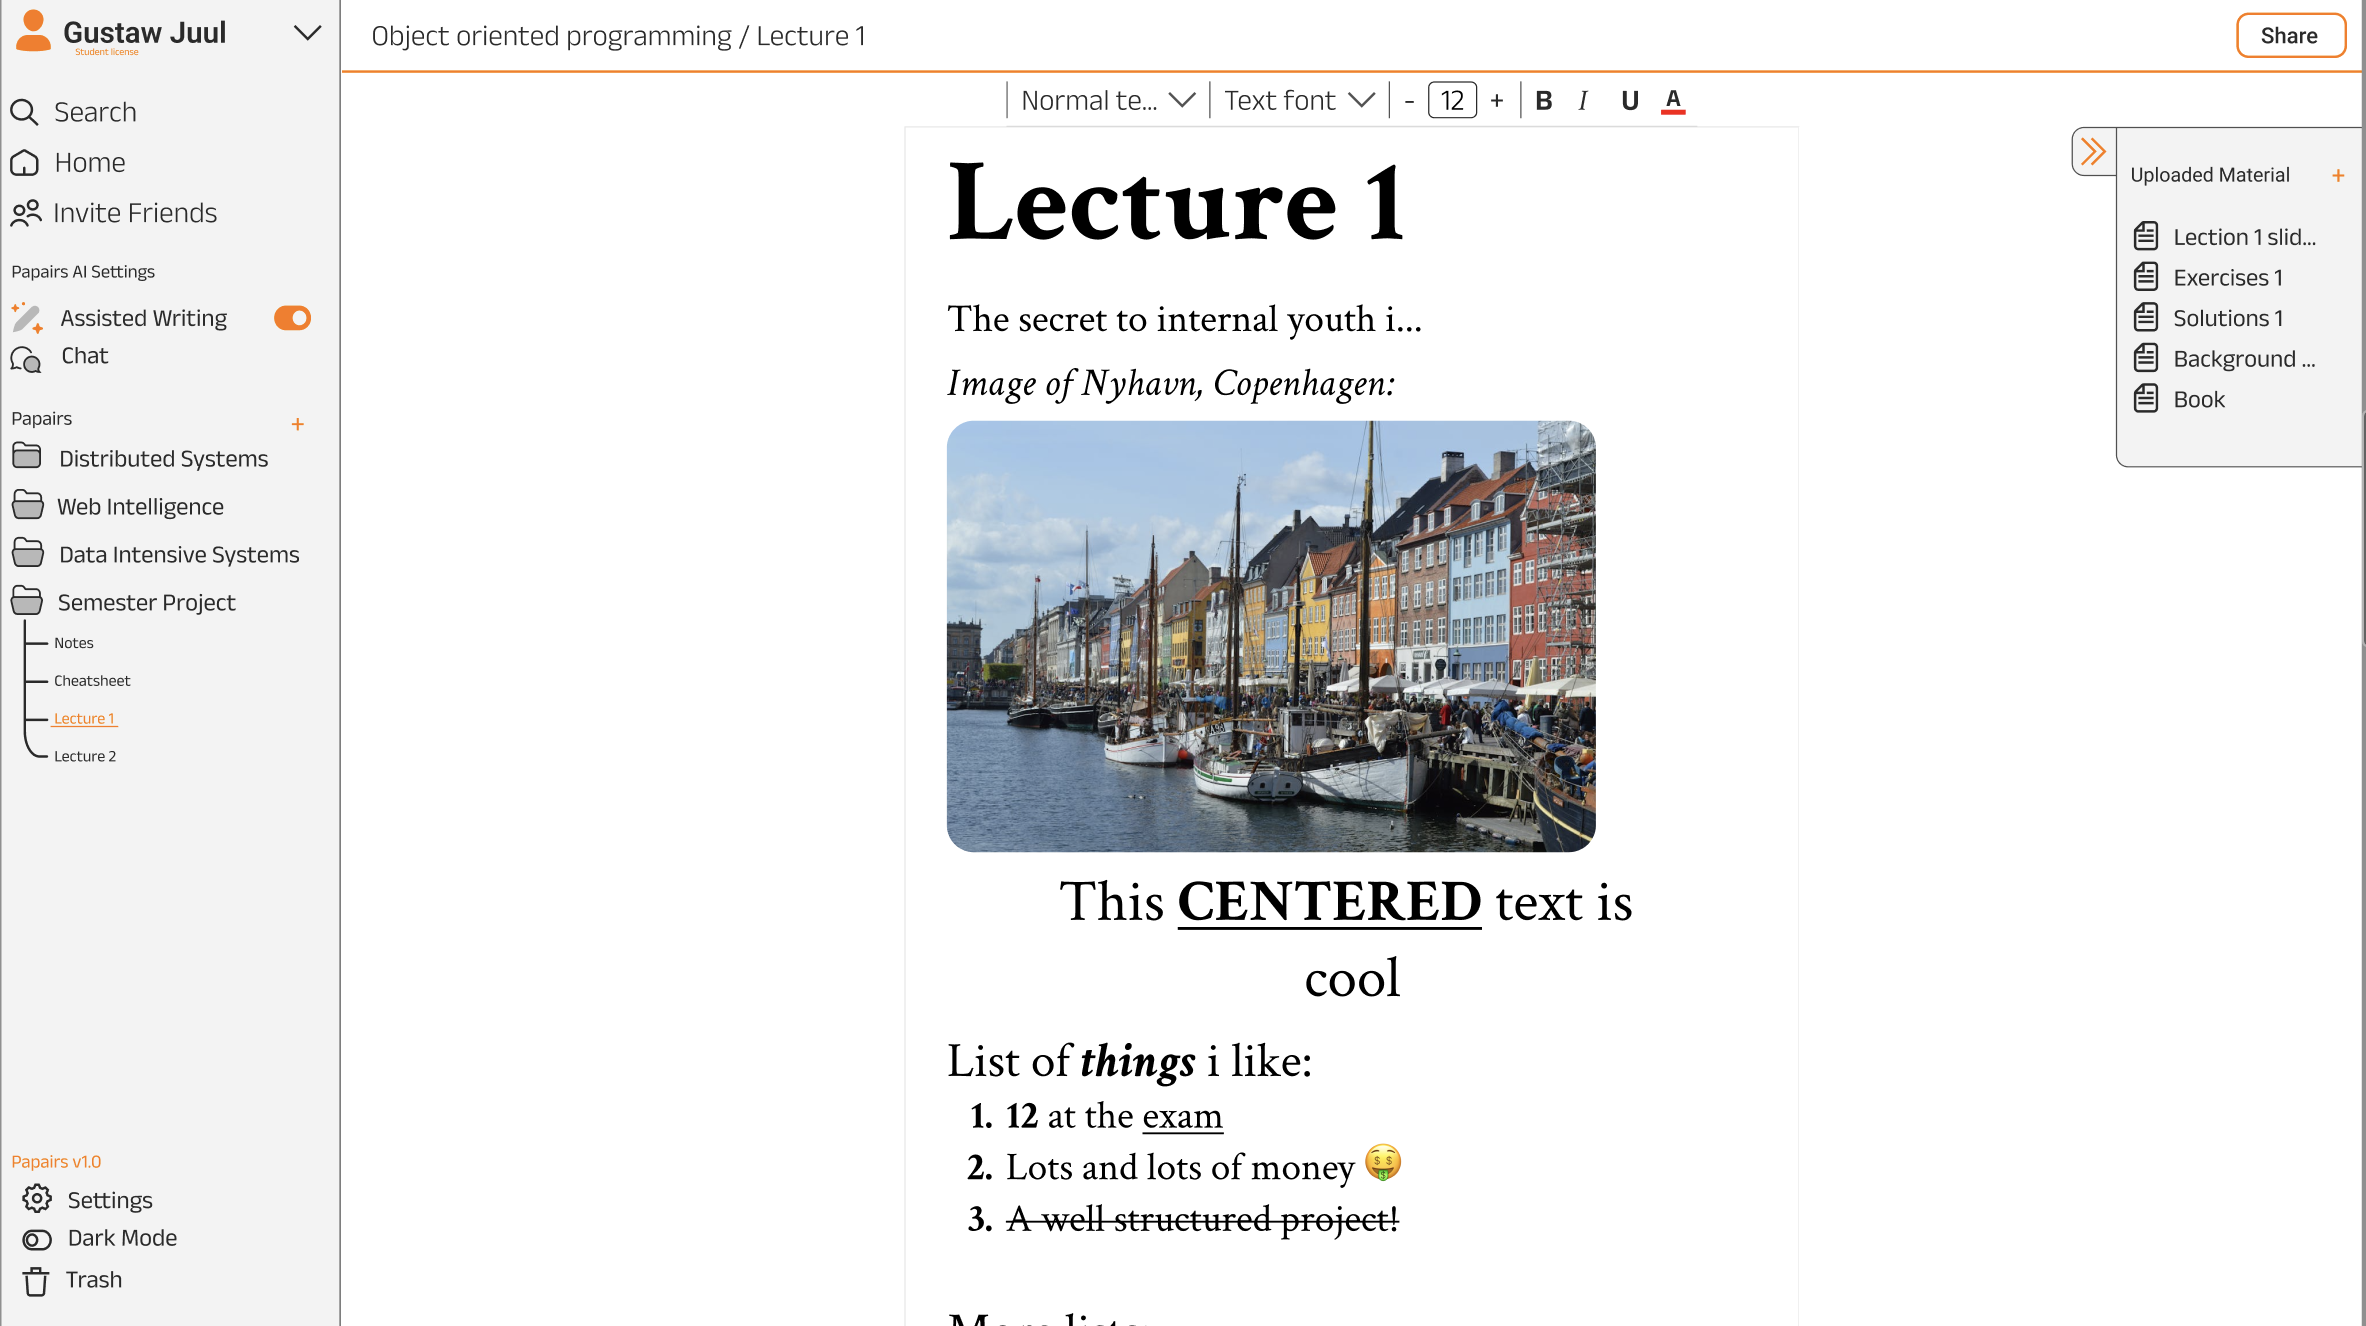 Gustaw Juul
Student license
Search
Home
Invite Friends
Papairs AI Settings
Assisted Writing
Chat
Papairs +
Distributed Systems
Web Intelligence
Data Intensive Systems
Semester Project
Notes
Cheatsheet
Lecture 1
Lecture 2
Papairs v1.0
Settings
Dark Mode
Trash
Object oriented programming / Lecture 1
Share
Normal te... Text font - 12 + B I U A
Lecture 1
The secret to internal youth i...
Image of Nyhavn, Copenhagen:
This CENTERED text is
cool
List of things i like:
1. 12 at the exam
2. Lots and lots of money 🤑
3. A well structured project!
More lists:
Uploaded Material +
Lection 1 slid...
Exercises 1
Solutions 1
Background ...
Book